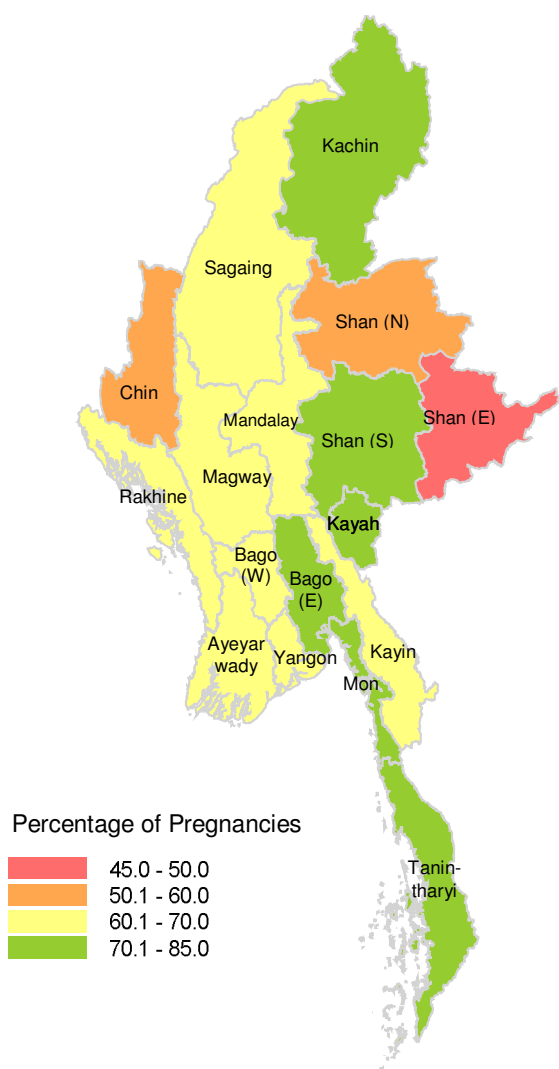 Kachin
Sagaing
Shan (N)
Chin
Mandalay
Shan (E)
Shan (S)
Magway
Rakhine
Kayah
Bago
(W)
Bago
(E)
Ayeyar
wady
Yangon
Kayin
Mon
Percentage of Pregnancies
45.0 - 50.0
50.1 - 60.0
60.1 - 70.0
70.1 - 85.0
Tanin-
tharyi